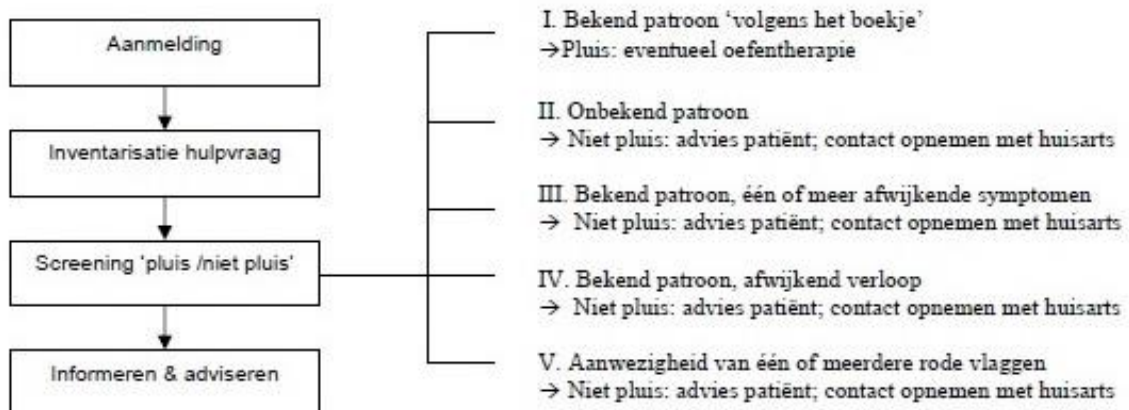 Aanmelding
Inventarisatie hulpvraag
Screening 'pluis /niet pluis'
Informeren & adviseren
I. Bekend patroon ‘volgens het boekje’
→Pluis: eventueel oefentherapie
II. Onbekend patroon
→ Niet pluis: advies patiënt; contact opnemen met huisarts
III. Bekend patroon, één of meer afwijkende symptomen
→ Niet pluis: advies patiënt; contact opnemen met huisarts
IV. Bekend patroon, afwijkend verloop
→ Niet pluis: advies patiënt; contact opnemen met huisarts
V. Aanwezigheid van één of meerdere rode vlaggen
→ Niet pluis: advies patiënt; contact opnemen met huisarts